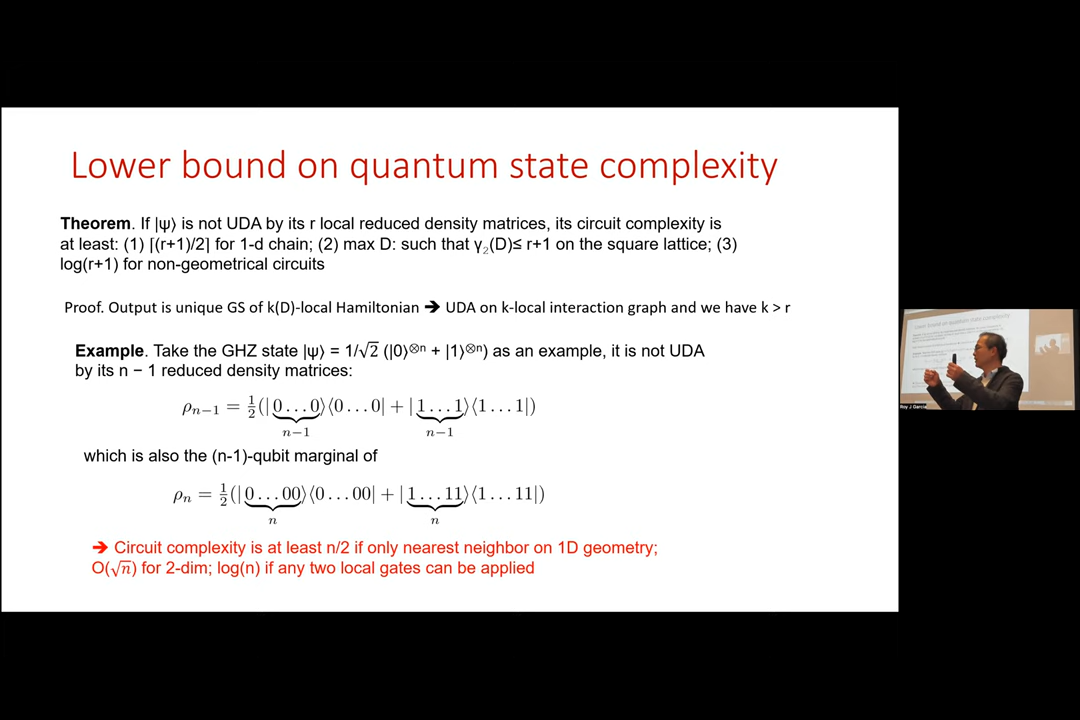 Lower bound on quantum state complexity
Theorem. If |ψ⟩ is not UDA by its r local reduced density matrices, its circuit complexity is
at least: (1) ⌈(r+1)/2⌉ for 1-d chain; (2) max D: such that γ₂(D)≤ r+1 on the square lattice; (3)
log(r+1) for non-geometrical circuits
Proof. Output is unique GS of k(D)-local Hamiltonian ➔ UDA on k-local interaction graph and we have k > r
Example. Take the GHZ state |ψ⟩ = 1/√2 (|0⟩⊗ⁿ + |1⟩⊗ⁿ) as an example, it is not UDA
by its n − 1 reduced density matrices:
ρₙ₋₁ = ½(|0…0⟩⟨0…0| + |1…1⟩⟨1…1|)
n−1 n−1
which is also the (n-1)-qubit marginal of
ρₙ = ½(|0…00⟩⟨0…00| + |1…11⟩⟨1…11|)
n n
➔ Circuit complexity is at least n/2 if only nearest neighbor on 1D geometry;
O(√n) for 2-dim; log(n) if any two local gates can be applied
Roy J Garcia